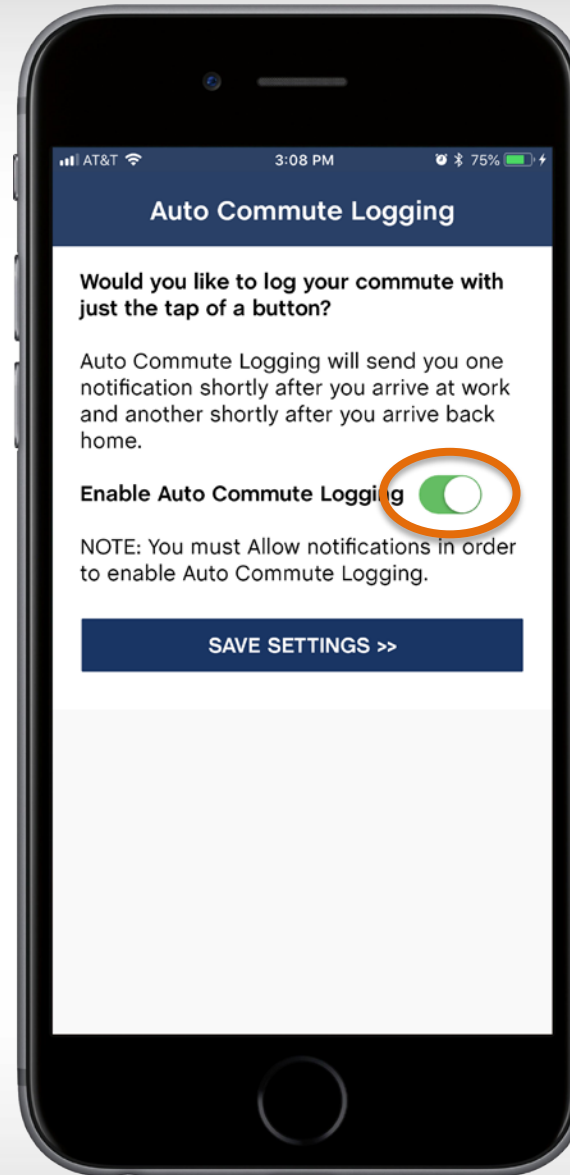 AT&T 3:08 PM 75%
Auto Commute Logging
Would you like to log your commute with
just the tap of a button?
Auto Commute Logging will send you one
notification shortly after you arrive at work
and another shortly after you arrive back
home.
Enable Auto Commute Logging
NOTE: You must Allow notifications in order
to enable Auto Commute Logging.
SAVE SETTINGS >>